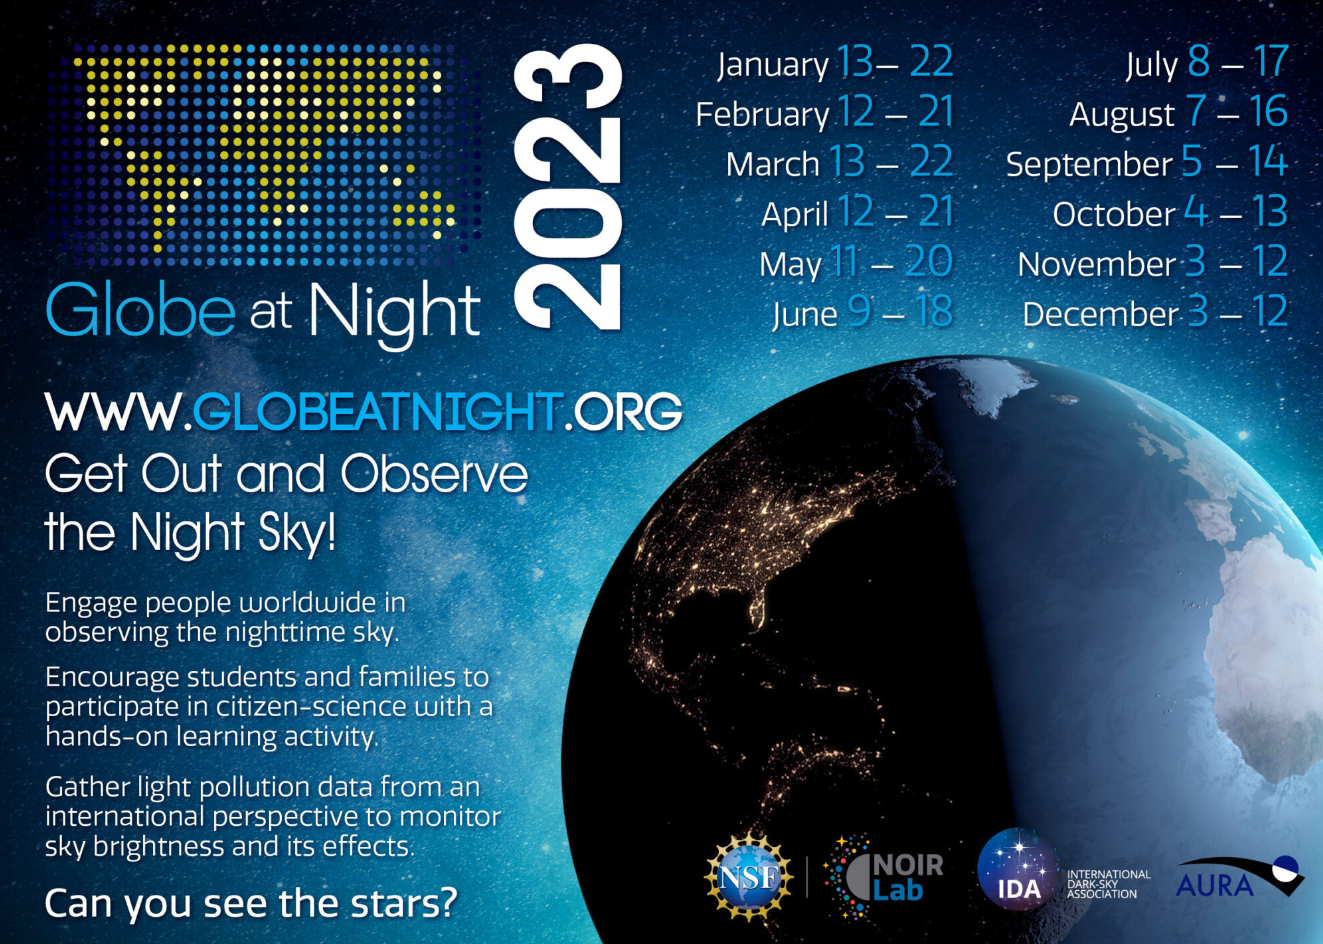 Globe at Night
2023
January 13– 22
February 12 – 21
March 13 – 22
April 12 – 21
May 11 – 20
June 9 – 18
July 8 – 17
August 7 – 16
September 5 – 14
October 4 – 13
November 3 – 12
December 3 – 12
WWW.GLOBEATNIGHT.ORG
Get Out and Observe
the Night Sky!
Engage people worldwide in
observing the nighttime sky.
Encourage students and families to
participate in citizen-science with a
hands-on learning activity.
Gather light pollution data from an
international perspective to monitor
sky brightness and its effects.
Can you see the stars?
NSF
NOIR
Lab
IDA
INTERNATIONAL
DARK-SKY
ASSOCIATION
AURA